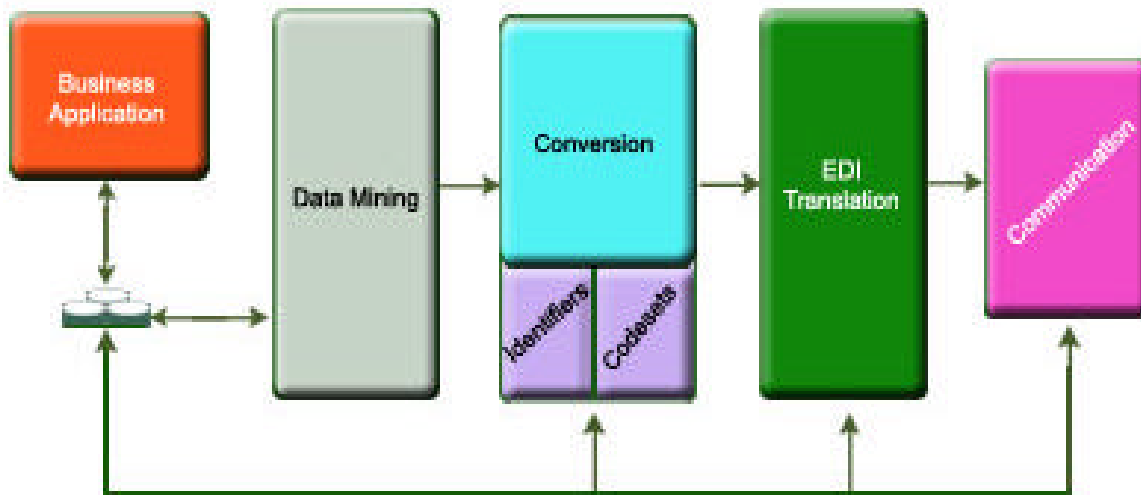 Business
Application
Data Mining
Conversion
Identifiers
Codesets
EDI
Translation
Communication